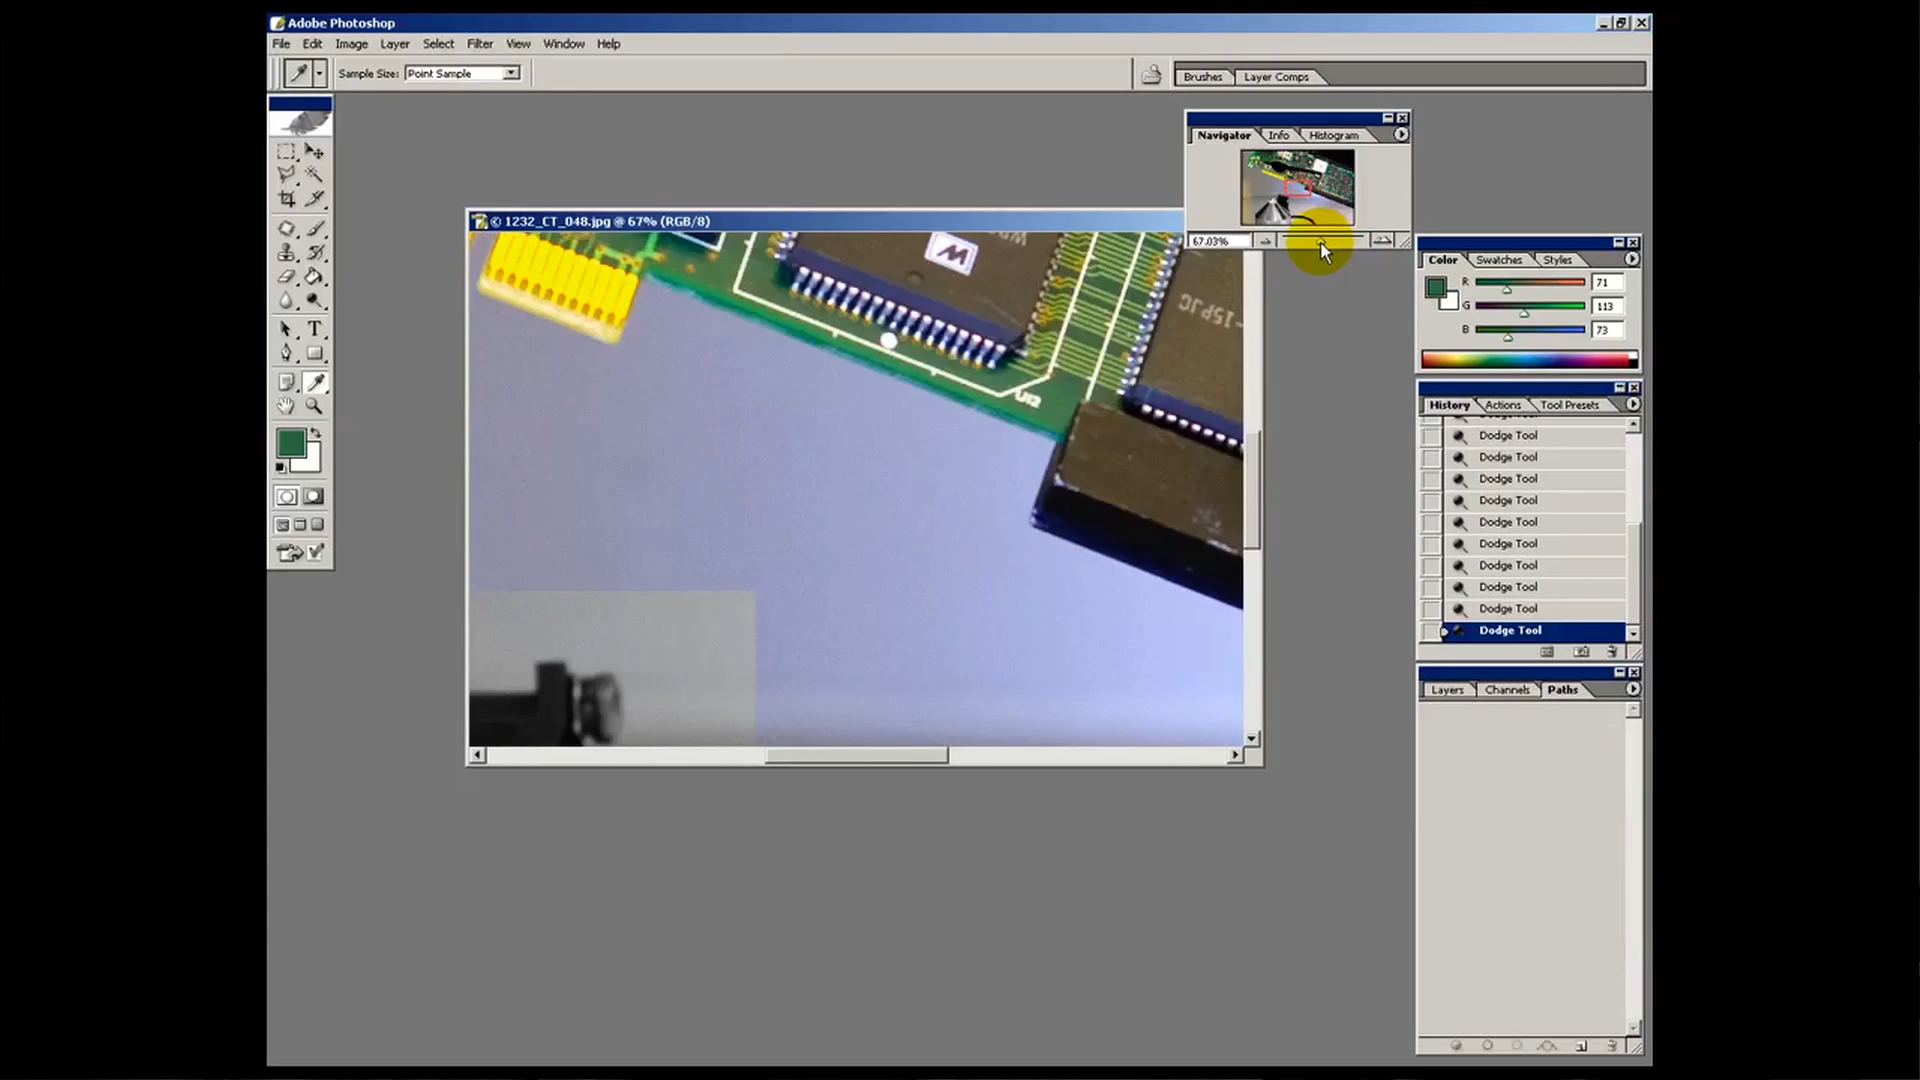 Adobe Photoshop
File Edit Image Layer Select Filter View Window Help
Sample Size: Point Sample
Brushes Layer Comps
Navigator Info Histogram
67.03%
© 1232_CT_048.jpg @ 67% (RGB/8)
W
-15PJC
U12
Color Swatches Styles
R 71
G 113
B 73
History Actions Tool Presets
Dodge Tool
Dodge Tool
Dodge Tool
Dodge Tool
Dodge Tool
Dodge Tool
Dodge Tool
Dodge Tool
Dodge Tool
Dodge Tool
Layers Channels Paths
T